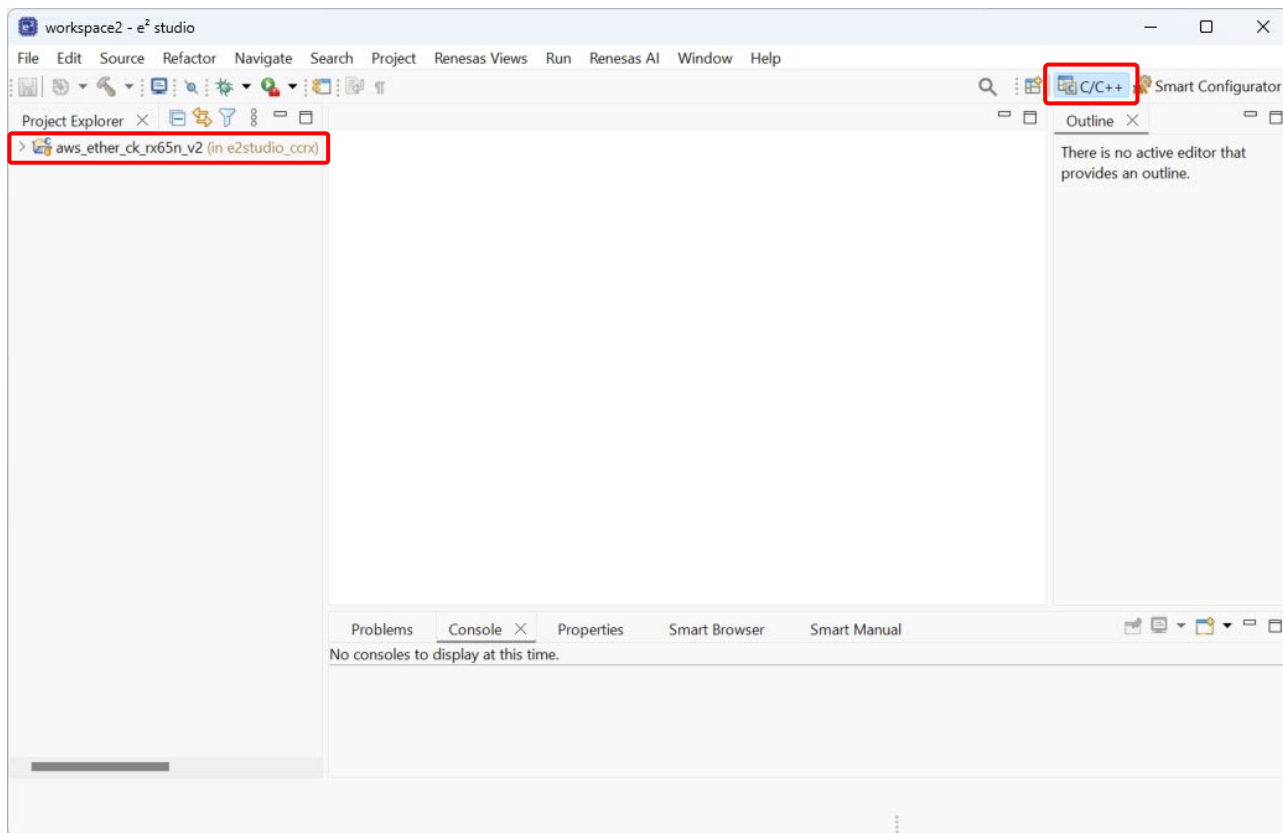 workspace2 - e² studio
File Edit Source Refactor Navigate Search Project Renesas Views Run Renesas AI Window Help
C/C++ Smart Configurator
Project Explorer
aws_ether_ck_rx65n_v2 (in e2studio_ccrx)
Outline
There is no active editor that
provides an outline.
Problems Console Properties Smart Browser Smart Manual
No consoles to display at this time.